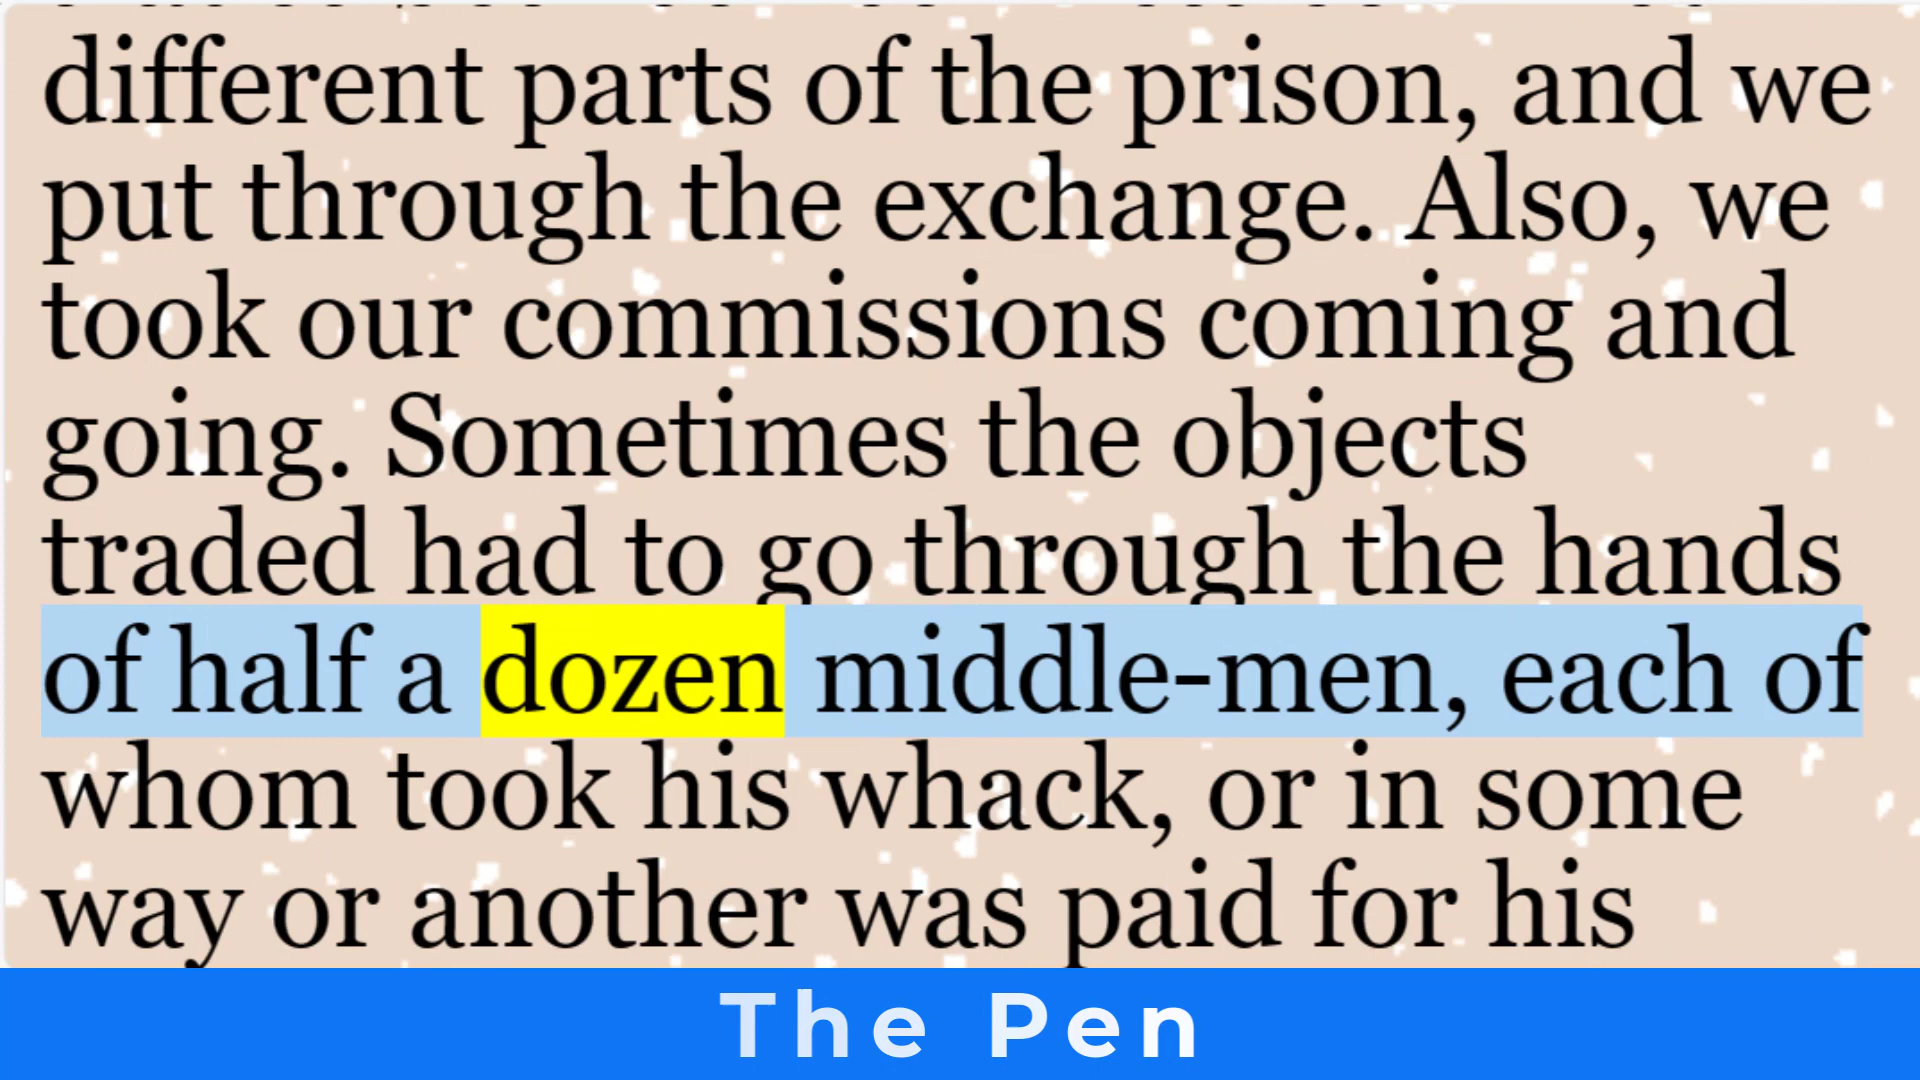 different parts of the prison, and we
put through the exchange. Also, we
took our commissions coming and
going. Sometimes the objects
traded had to go through the hands
of half a dozen middle-men, each of
whom took his whack, or in some
way or another was paid for his
The Pen